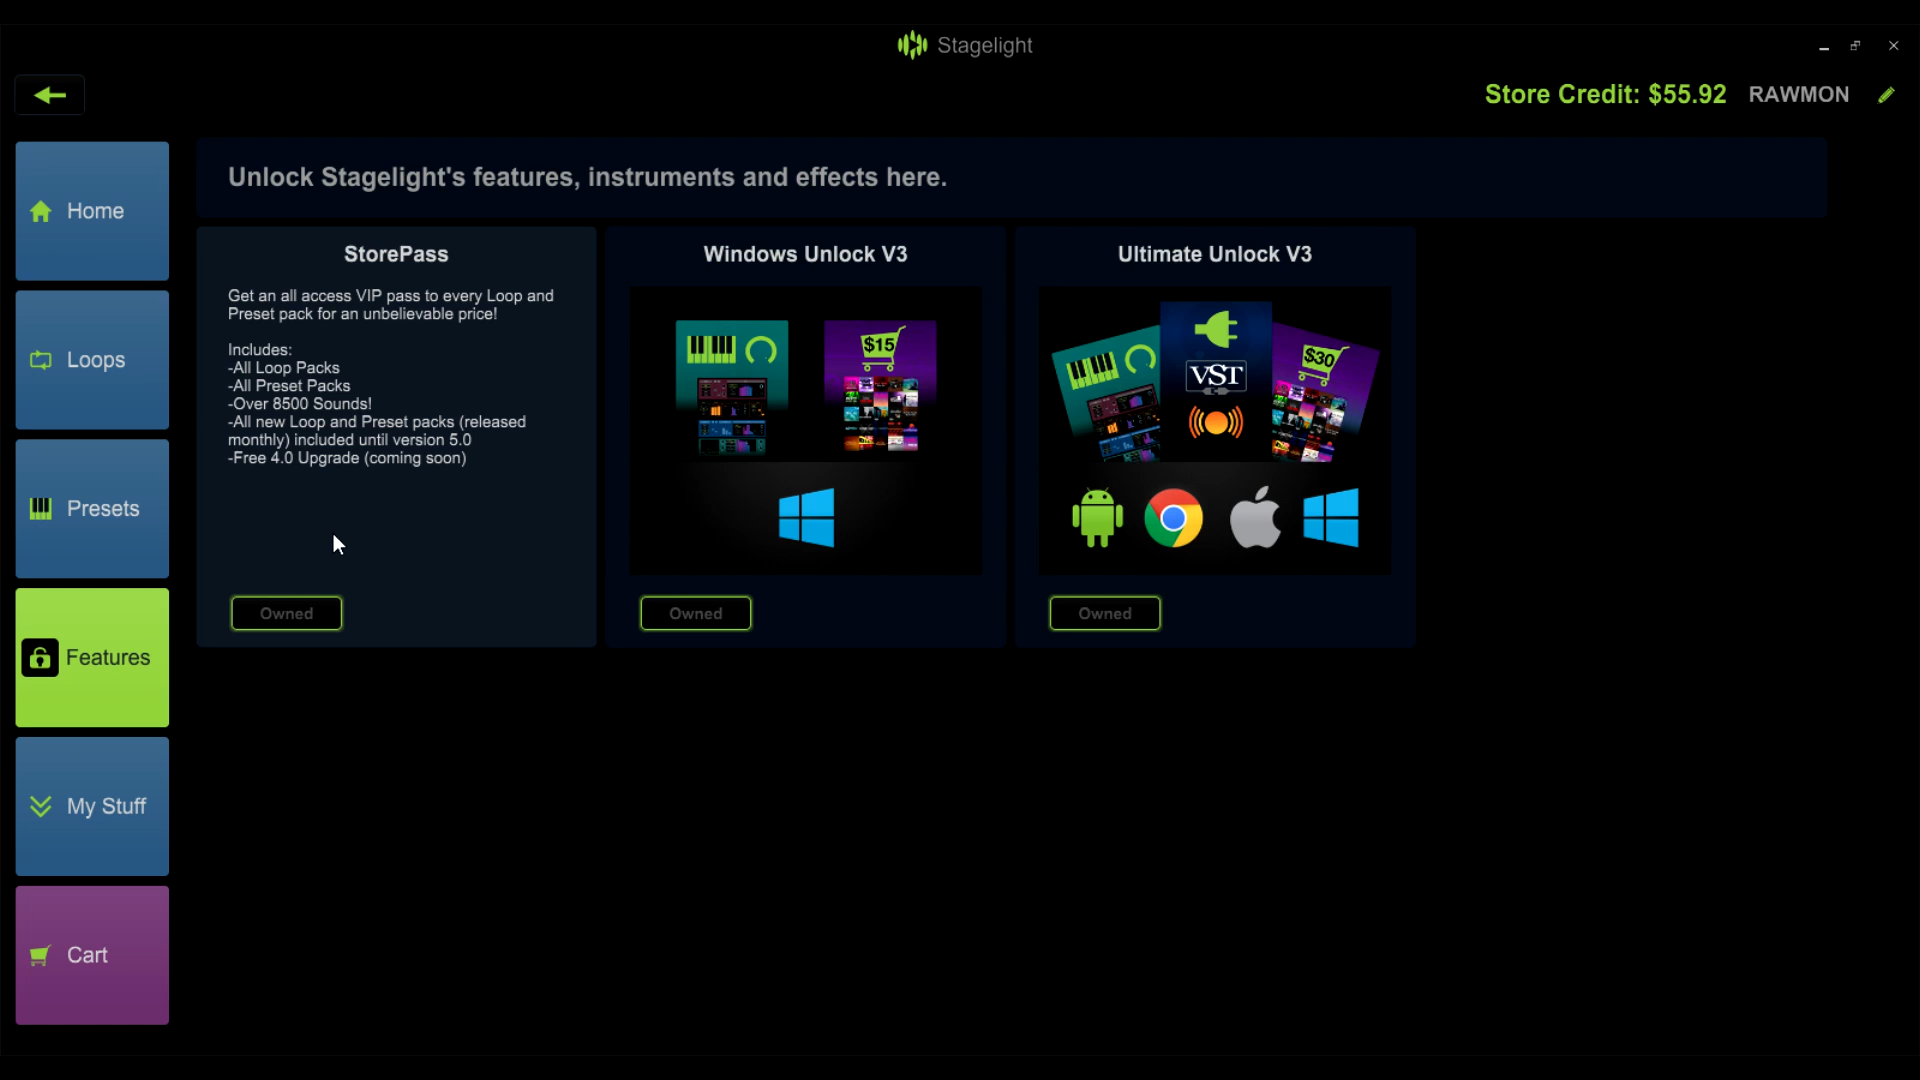 Stagelight
Store Credit: $55.92 RAWMON
Home
Loops
Presets
Features
My Stuff
Cart
Unlock Stagelight's features, instruments and effects here.
StorePass
Get an all access VIP pass to every Loop and
Preset pack for an unbelievable price!
Includes:
-All Loop Packs
-All Preset Packs
-Over 8500 Sounds!
-All new Loop and Preset packs (released
monthly) included until version 5.0
-Free 4.0 Upgrade (coming soon)
Owned
Windows Unlock V3
$15
Owned
Ultimate Unlock V3
VST
$30
Owned